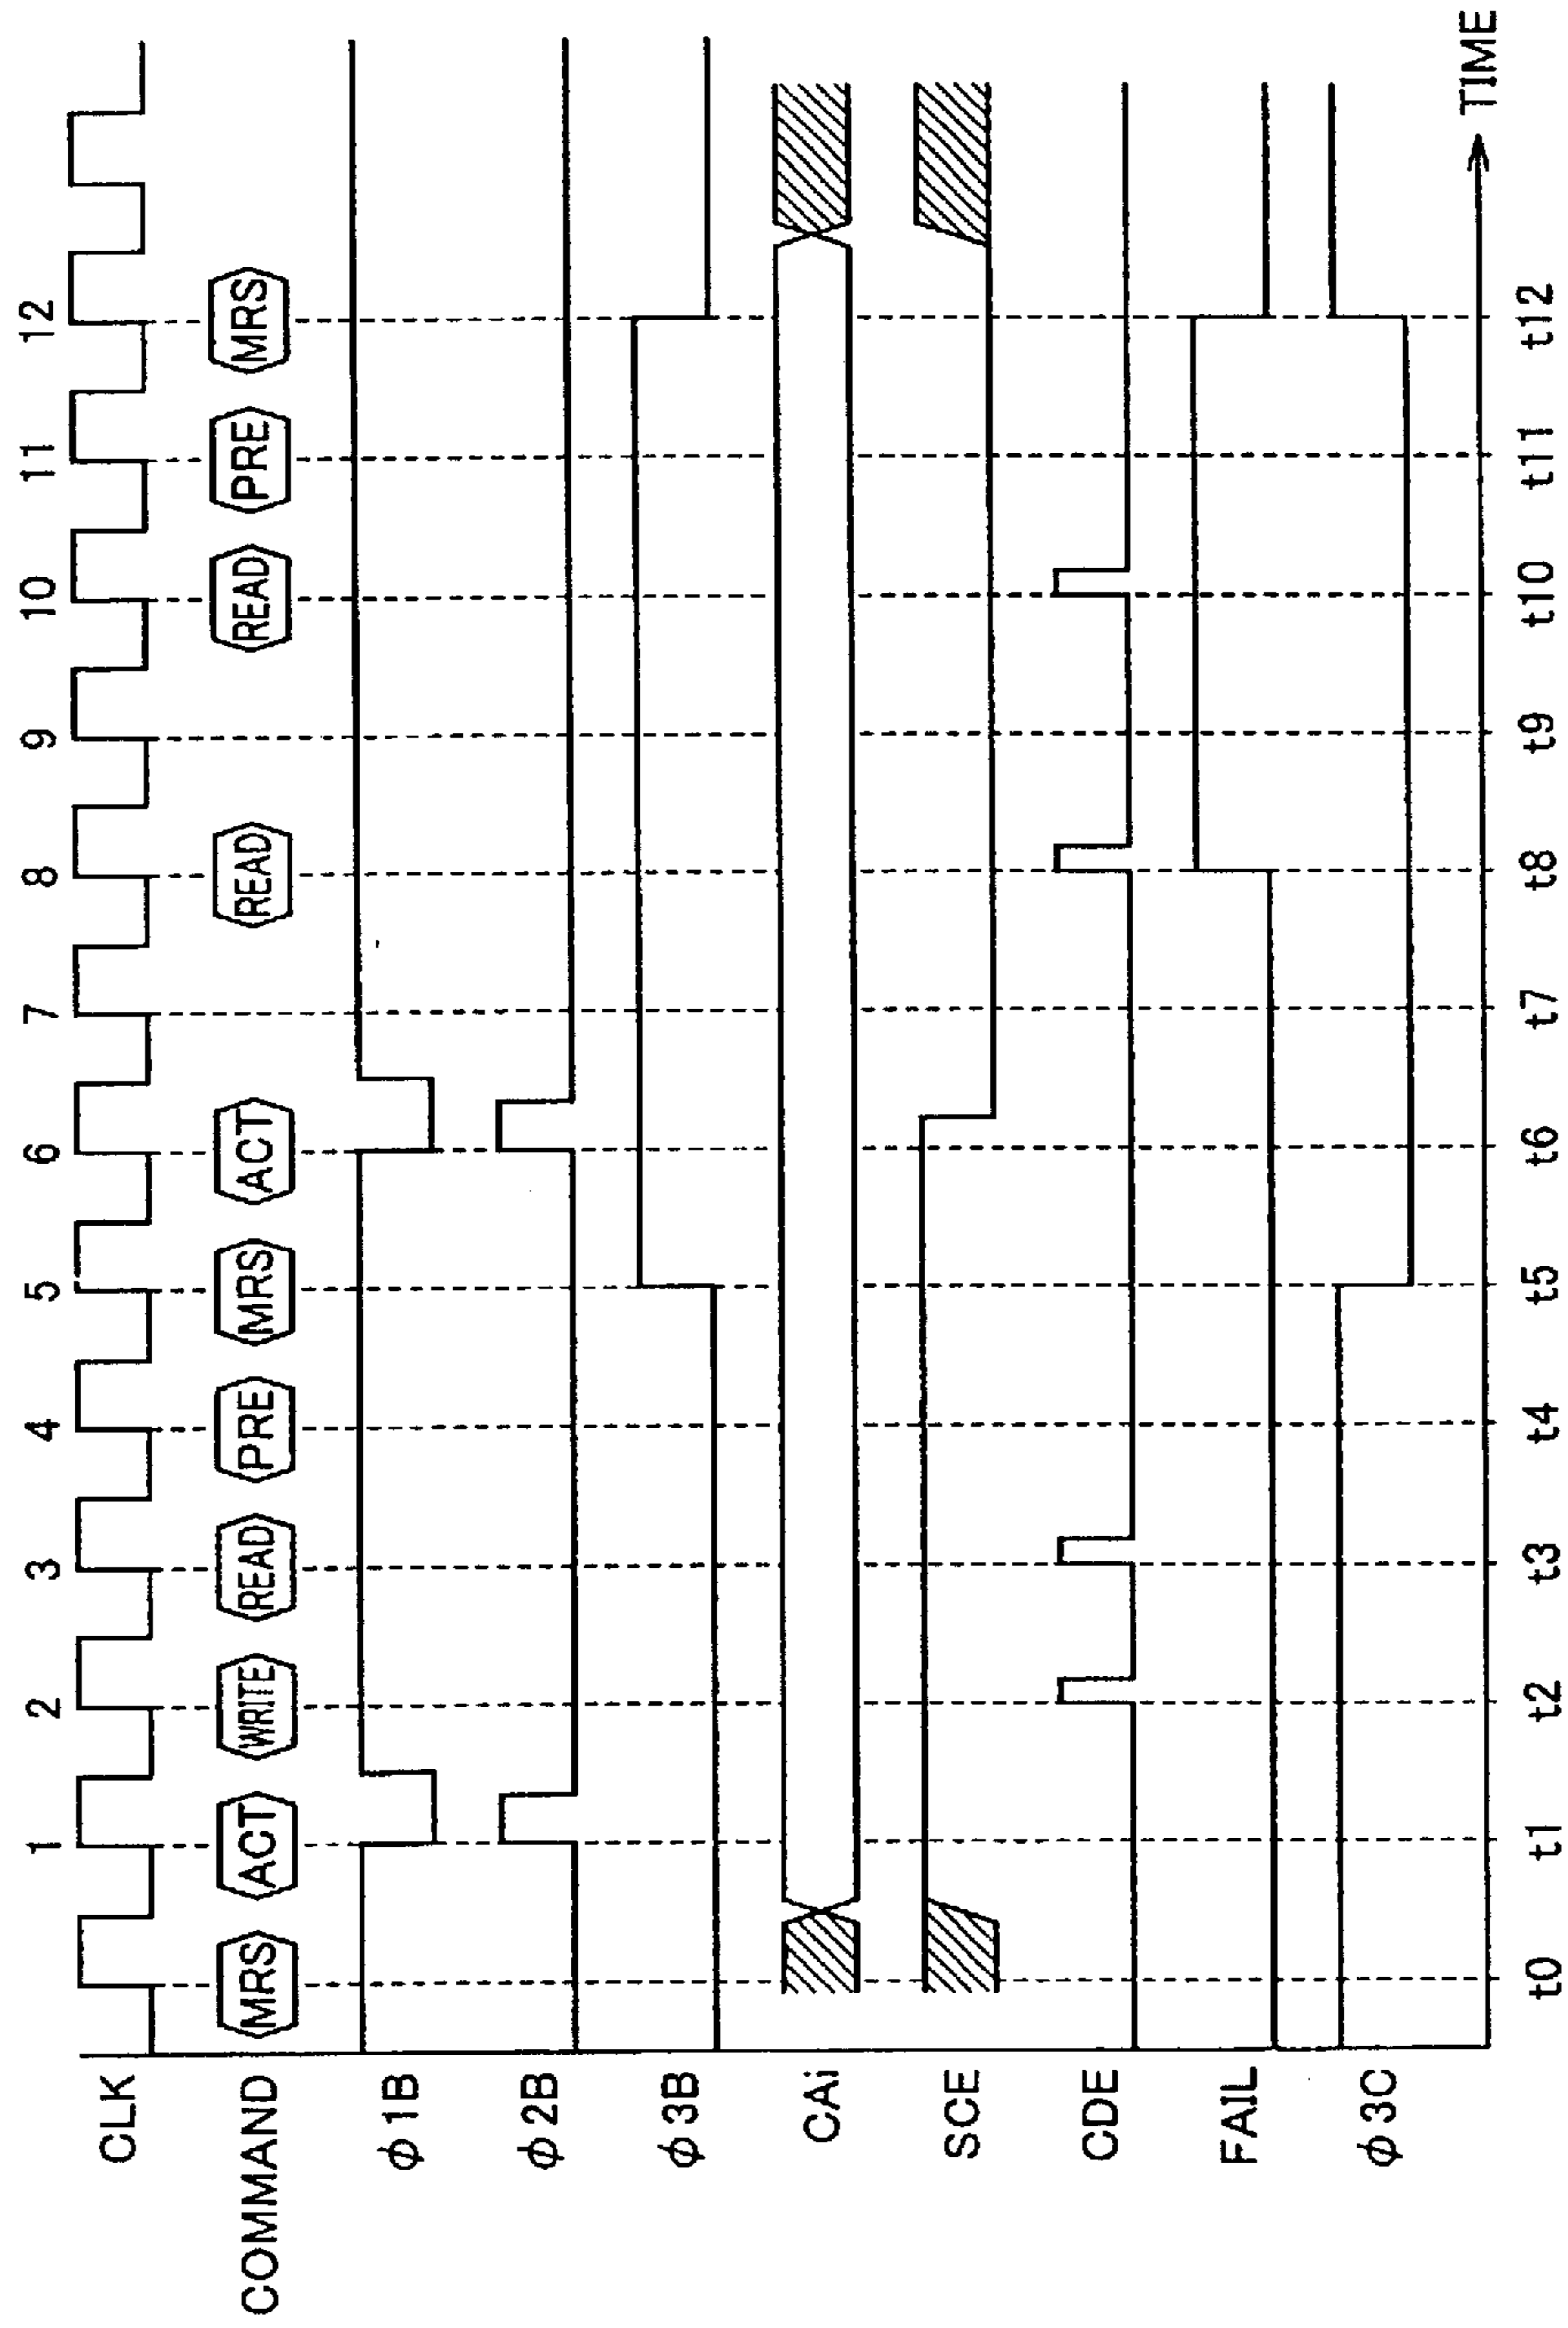 1 2 3 4 5 6 7 8 9 10 11 12
CLK
COMMAND MRS ACT WRITE READ PRE MRS ACT READ READ PRE MRS
φ1B
φ2B
φ3B
CAi
SCE
CDE
FAIL
φ3C
TIME
t0 t1 t2 t3 t4 t5 t6 t7 t8 t9 t10 t11 t12